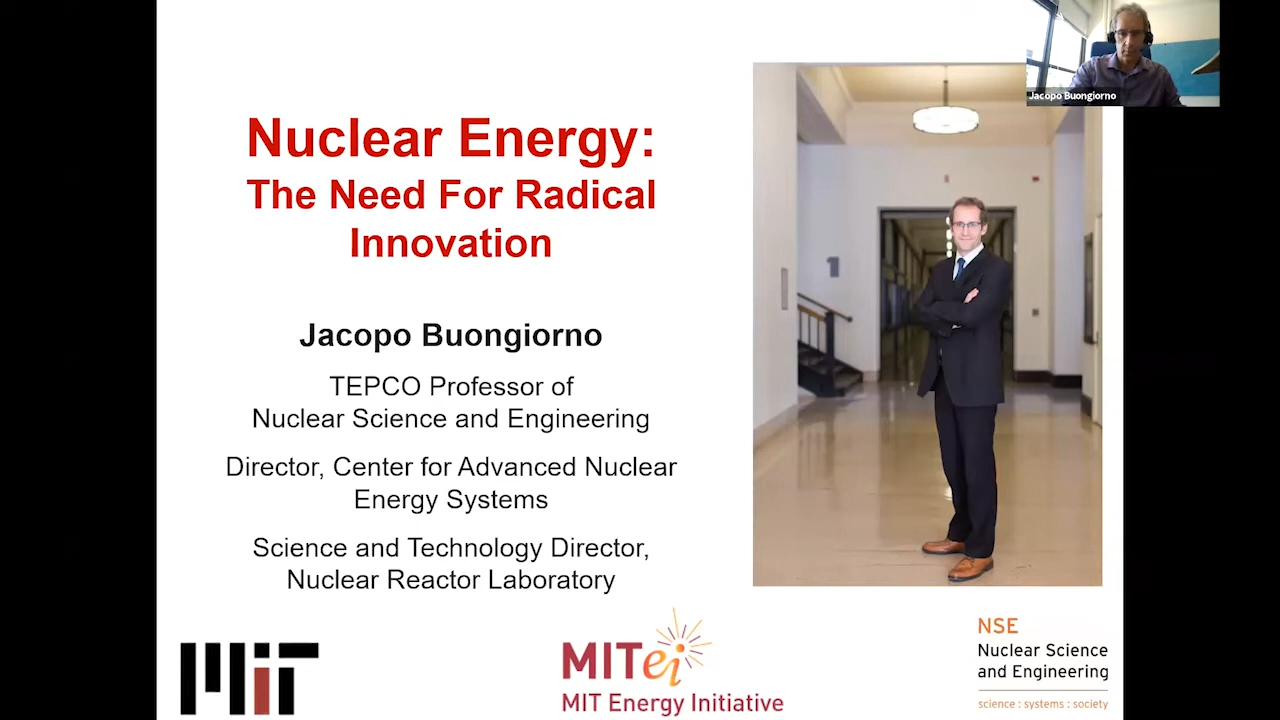 Nuclear Energy:
The Need For Radical
Innovation
Jacopo Buongiorno
TEPCO Professor of
Nuclear Science and Engineering
Director, Center for Advanced Nuclear
Energy Systems
Science and Technology Director,
Nuclear Reactor Laboratory
Jacopo Buongiorno
1
MIT
MITei
MIT Energy Initiative
NSE
Nuclear Science
and Engineering
science : systems : society